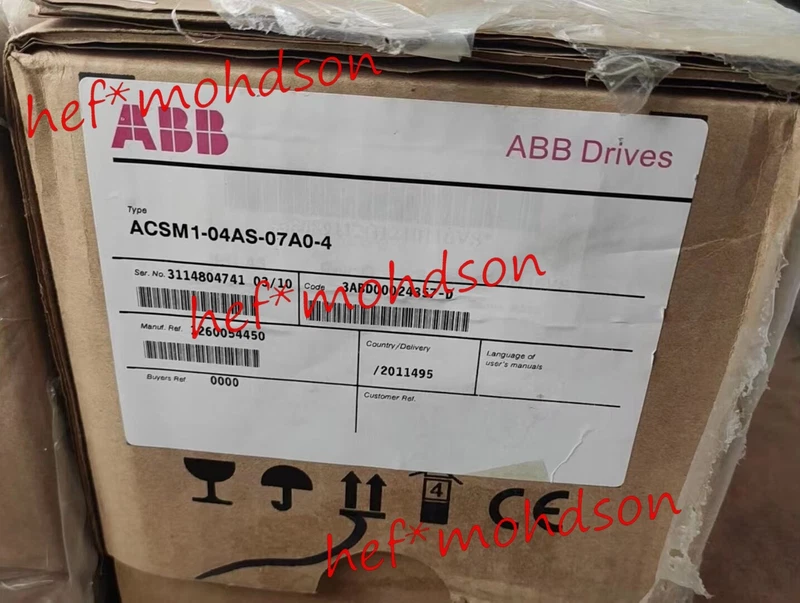 hef*mohdson
ABB
ABB Drives
Type
ACSM1-04AS-07A0-4
Ser. No. 3114804741 03/10
Code
hef*mohdson
Manuf. Ref.
Country/Delivery
/2011495
Language of
user's manuals
Buyers Ref 0000
Customer Ref.
4
CE
hef*mohdson